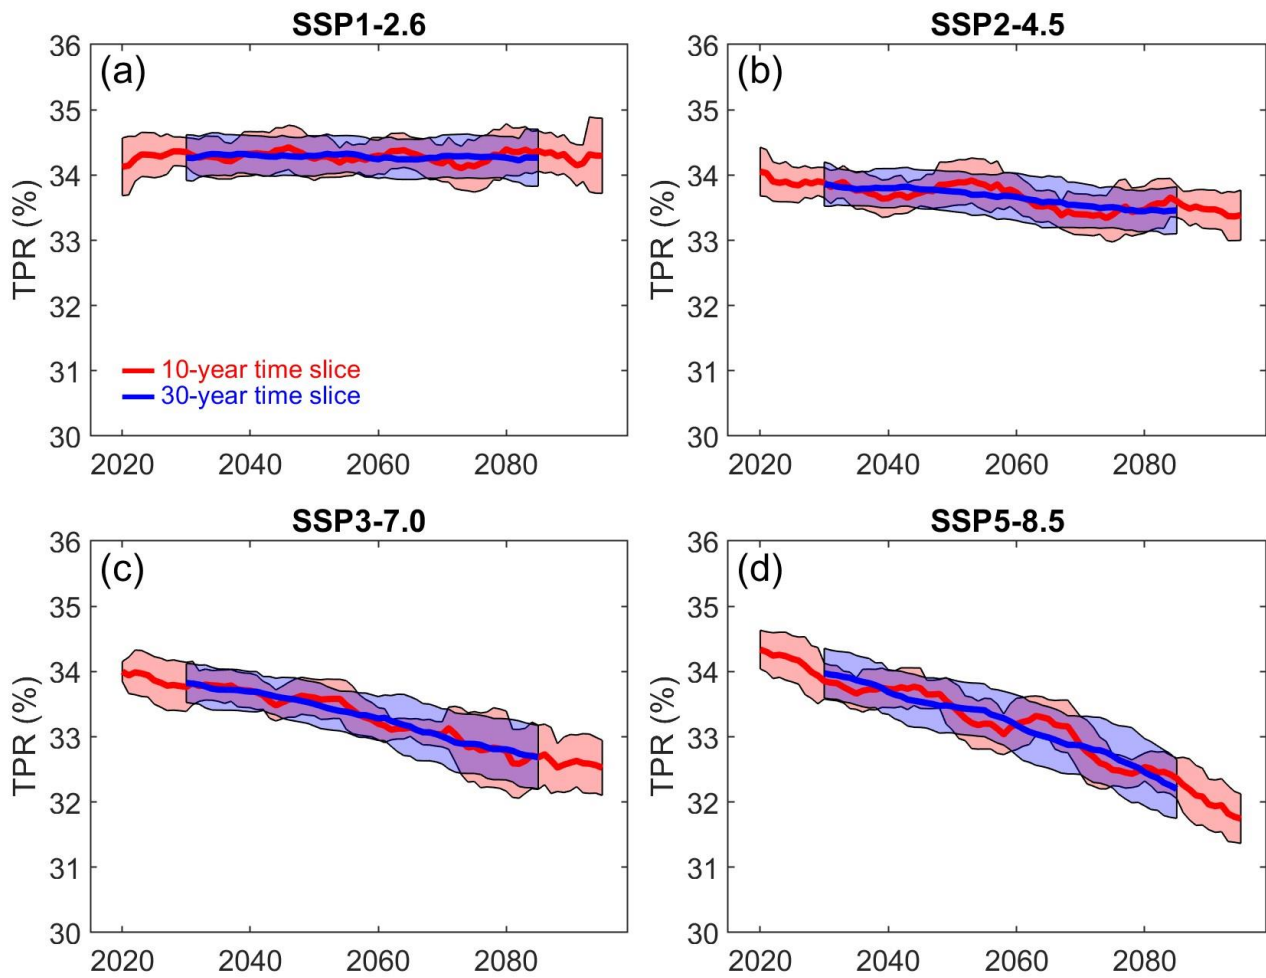 SSP1-2.6
(a)
36
35
34
33
32
31
30
TPR (%)
10-year time slice
30-year time slice
2020 2040 2060 2080
SSP2-4.5
(b)
36
35
34
33
32
31
30
TPR (%)
2020 2040 2060 2080
SSP3-7.0
(c)
36
35
34
33
32
31
30
TPR (%)
2020 2040 2060 2080
SSP5-8.5
(d)
36
35
34
33
32
31
30
TPR (%)
2020 2040 2060 2080